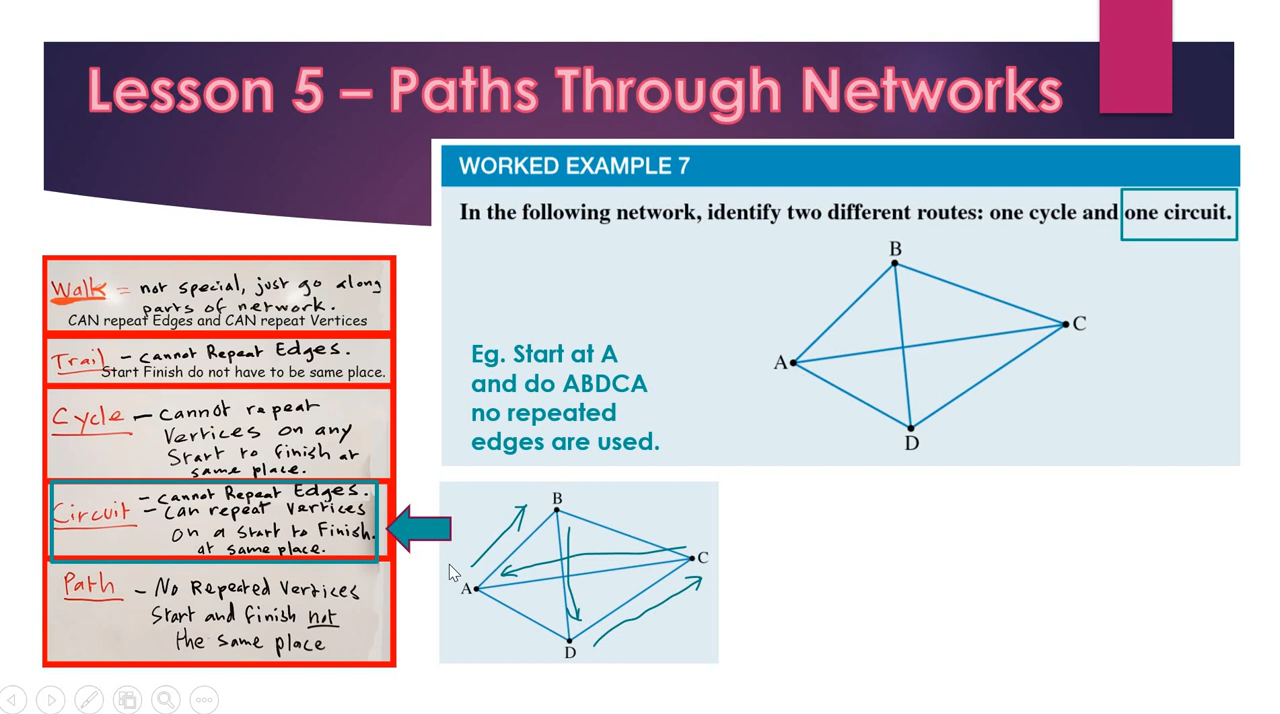 Lesson 5 – Paths Through Networks
WORKED EXAMPLE 7
In the following network, identify two different routes: one cycle and one circuit.
B
C
A
D
Eg. Start at A
and do ABDCA
no repeated
edges are used.
Walk = not special, just go along
parts of network.
CAN repeat Edges and CAN repeat Vertices
Trail - cannot Repeat Edges.
Start Finish do not have to be same place.
Cycle - cannot repeat
vertices on any
Start to finish at
same place.
Circuit - cannot Repeat Edges.
- can repeat vertices
on a start to finish.
at same place.
Path - No Repeated Vertices
Start and finish not
the same place
B
C
A
D